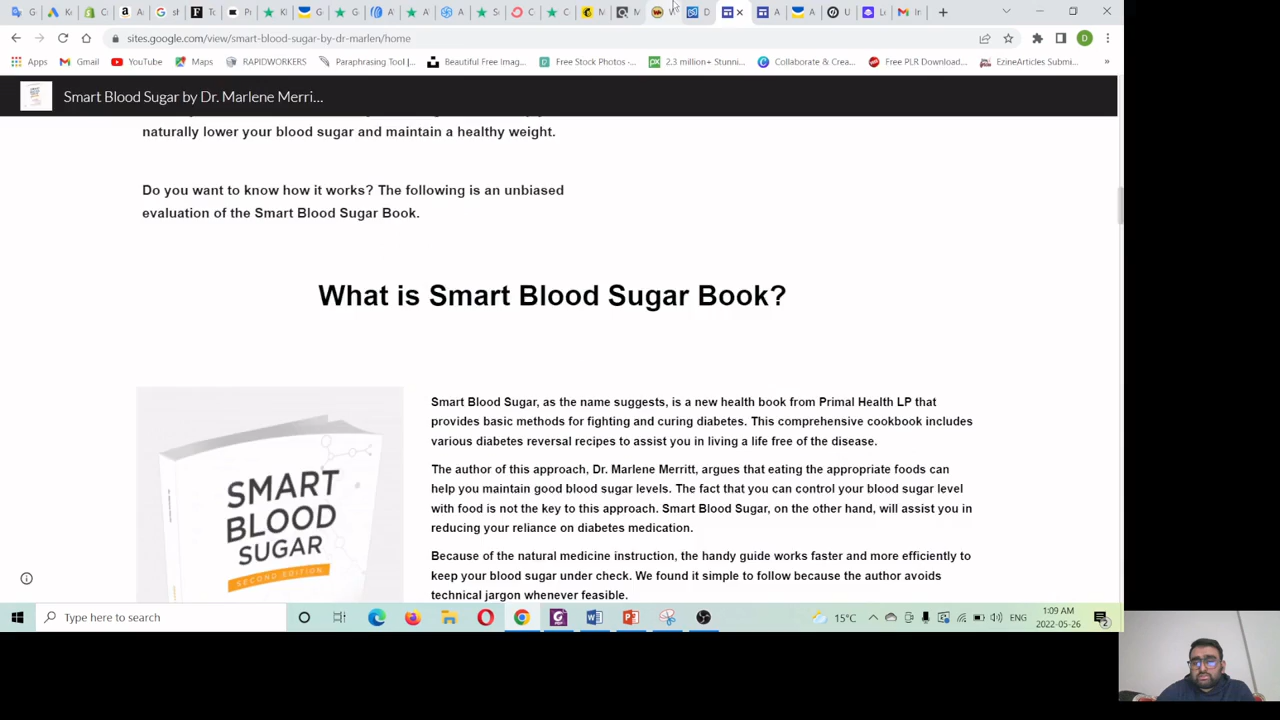 sites.google.com/view/smart-blood-sugar-by-dr-marlen/home
Apps Gmail YouTube Maps RAPIDWORKERS Paraphrasing Tool |... Beautiful Free Imag... Free Stock Photos ·... 2.3 million+ Stunni... Collaborate & Crea... Free PLR Download... EzineArticles Submi... »
Smart Blood Sugar by Dr. Marlene Merri...
naturally lower your blood sugar and maintain a healthy weight.
Do you want to know how it works? The following is an unbiased
evaluation of the Smart Blood Sugar Book.
What is Smart Blood Sugar Book?
Smart Blood Sugar, as the name suggests, is a new health book from Primal Health LP that
provides basic methods for fighting and curing diabetes. This comprehensive cookbook includes
various diabetes reversal recipes to assist you in living a life free of the disease.
The author of this approach, Dr. Marlene Merritt, argues that eating the appropriate foods can
help you maintain good blood sugar levels. The fact that you can control your blood sugar level
with food is not the key to this approach. Smart Blood Sugar, on the other hand, will assist you in
reducing your reliance on diabetes medication.
Because of the natural medicine instruction, the handy guide works faster and more efficiently to
keep your blood sugar under check. We found it simple to follow because the author avoids
technical jargon whenever feasible.
SMART
BLOOD
SUGAR
SECOND EDITION
Type here to search
15°C
ENG
1:09 AM
2022-05-26
2